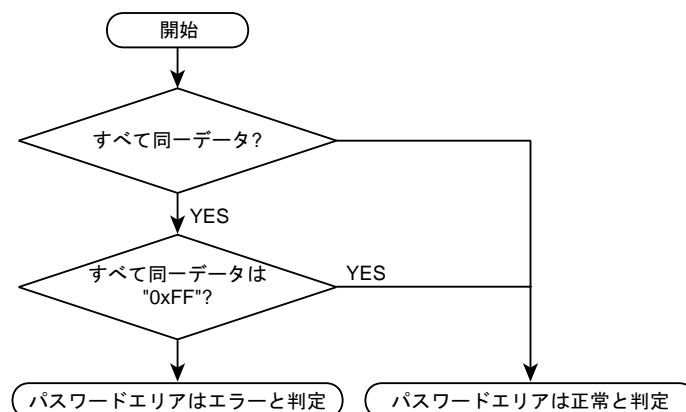 開始
すべて同一データ?
YES
すべて同一データは
"0xFF"?
YES
パスワードエリアはエラーと判定
パスワードエリアは正常と判定